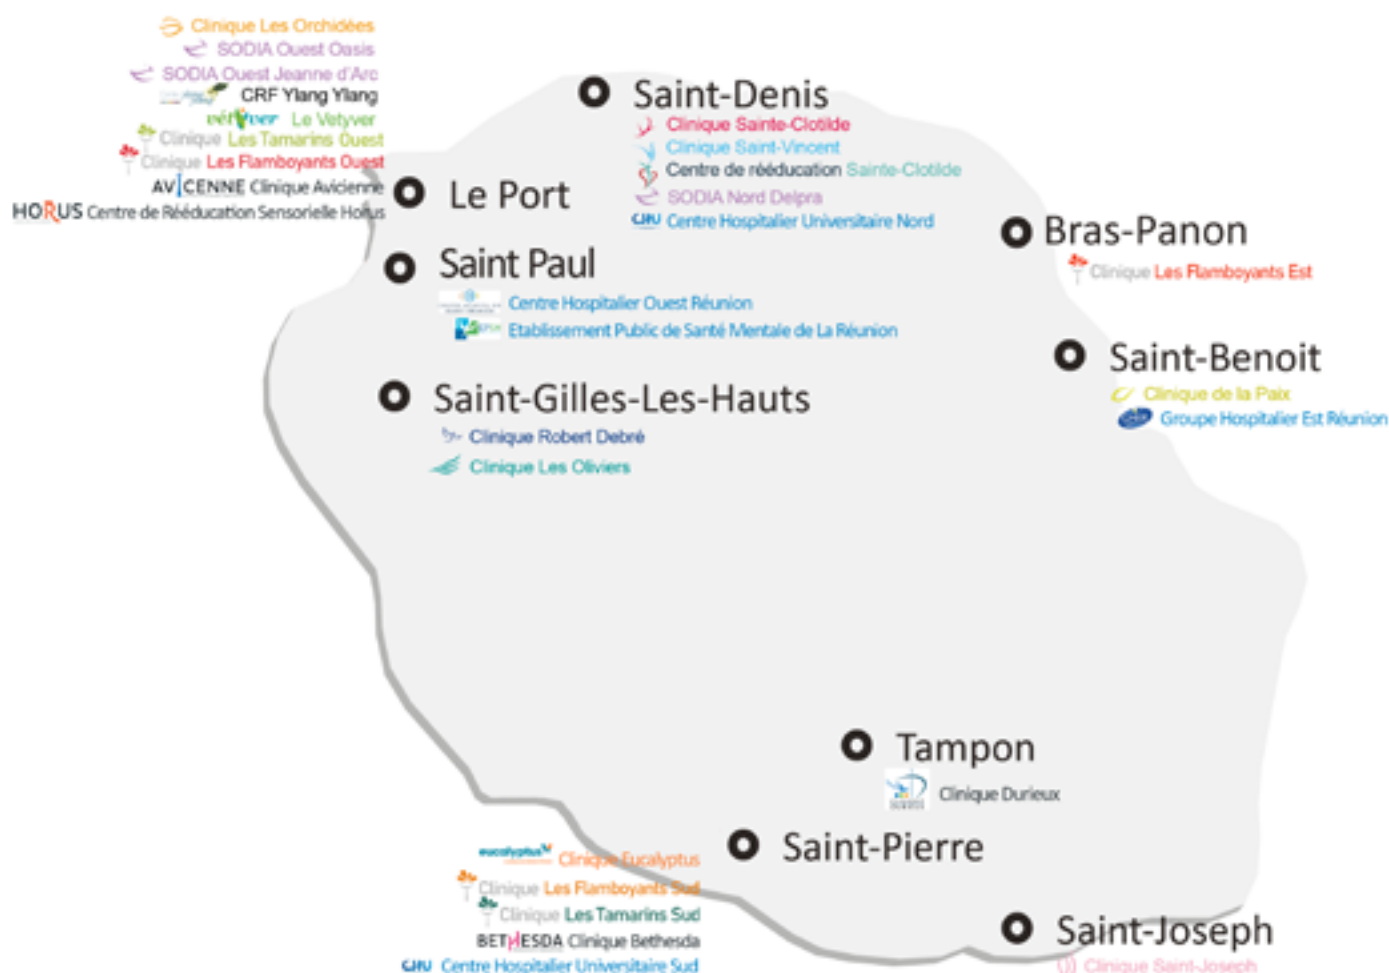 Clinique Les Orchidées
SODIA Ouest Oasis
SODIA Ouest Jeanne d'Arc
CRF Ylang Ylang
vétyver Le Vetyver
Clinique Les Tamarins Ouest
Clinique Les Flamboyants Ouest
AVICENNE Clinique Avicienne
HORUS Centre de Rééducation Sensorielle Horus
Le Port
Saint-Denis
Clinique Sainte-Clotilde
Clinique Saint-Vincent
Centre de rééducation Sainte-Clotilde
SODIA Nord Delpra
CHU Centre Hospitalier Universitaire Nord
Bras-Panon
Clinique Les Flamboyants Est
Saint Paul
Centre Hospitalier Ouest Réunion
EPSM Etablissement Public de Santé Mentale de La Réunion
Saint-Benoit
Clinique de la Paix
Groupe Hospitalier Est Réunion
Saint-Gilles-Les-Hauts
Clinique Robert Debré
Clinique Les Oliviers
Tampon
Clinique Durieux
Saint-Pierre
eucalyptus Clinique Eucalyptus
Clinique Les Flamboyants Sud
Clinique Les Tamarins Sud
BETHESDA Clinique Bethesda
CHU Centre Hospitalier Universitaire Sud
Saint-Joseph
Clinique Saint-Joseph